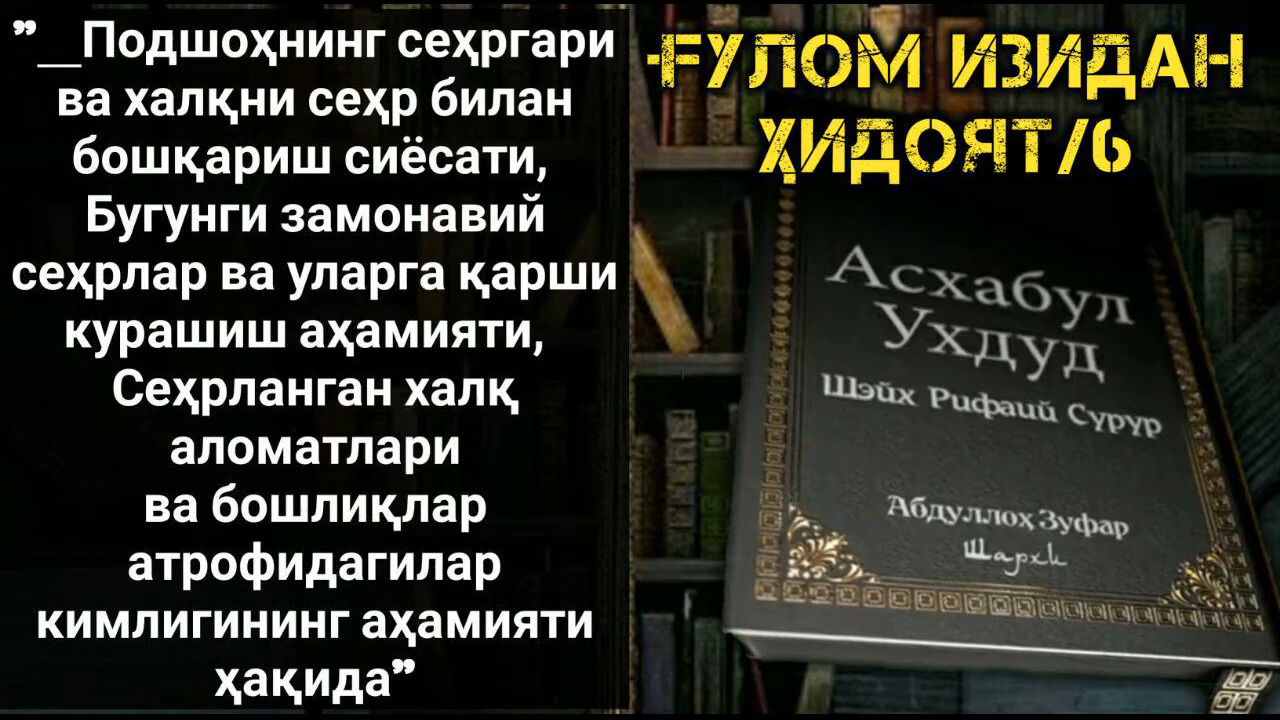 "__Подшоҳнинг сеҳргари
ва халқни сеҳр билан
бошқариш сиёсати,
Бугунги замонавий
сеҳрлар ва уларга қарши
курашиш аҳамияти,
Сеҳрланган халқ
аломатлари
ва бошлиқлар
атрофидагилар
кимлигининг аҳамияти
ҳақида"
-ҒУЛОМ ИЗИДАН
ҲИДОЯТ/6
Асхабул
Ухдуд
Шэйх Рифаий Сурур
Абдуллоҳ Зуфар
Шархи